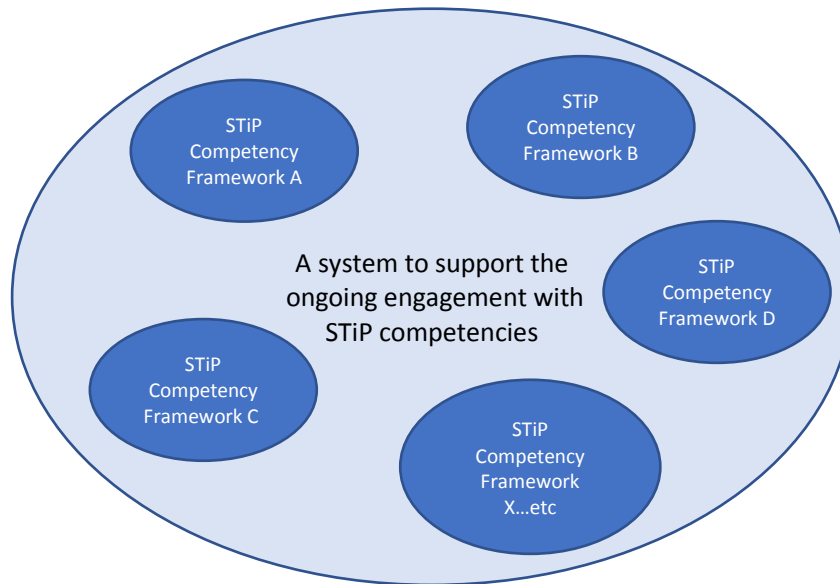 STiP
Competency
Framework A
STiP
Competency
Framework B
A system to support the
ongoing engagement with
STiP competencies
STiP
Competency
Framework D
STiP
Competency
Framework C
STiP
Competency
Framework
X...etc